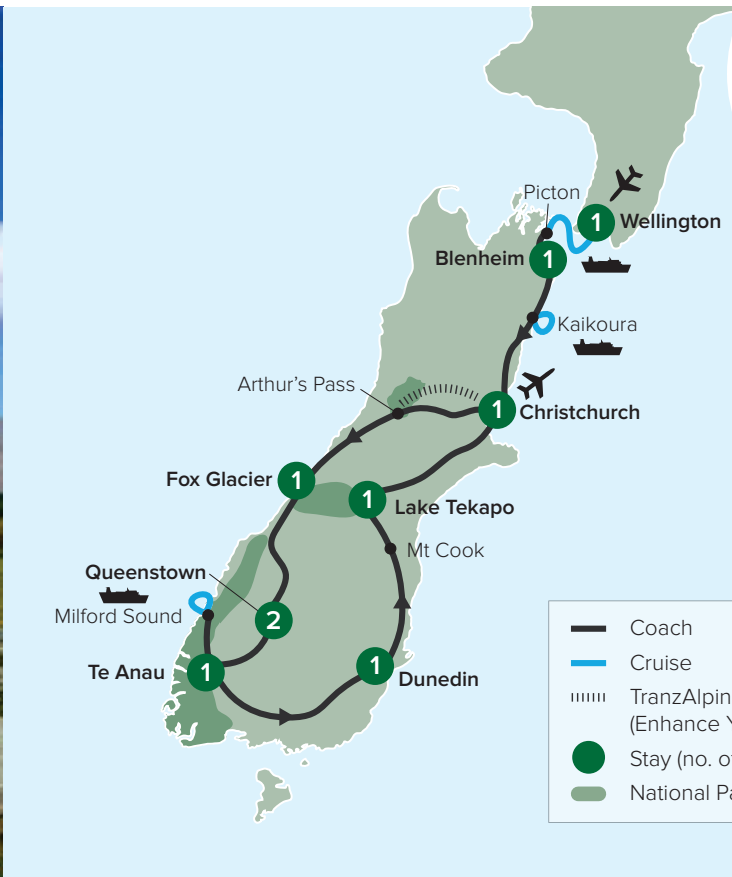 Picton
1
Wellington
Blenheim
1
Kaikoura
Arthur's Pass
1
Christchurch
Fox Glacier
1
1
Lake Tekapo
Mt Cook
Queenstown
Milford Sound
2
Te Anau
1
1
Dunedin
Coach
Cruise
TranzAlpin
(Enhance Y
Stay (no. o
National Pa